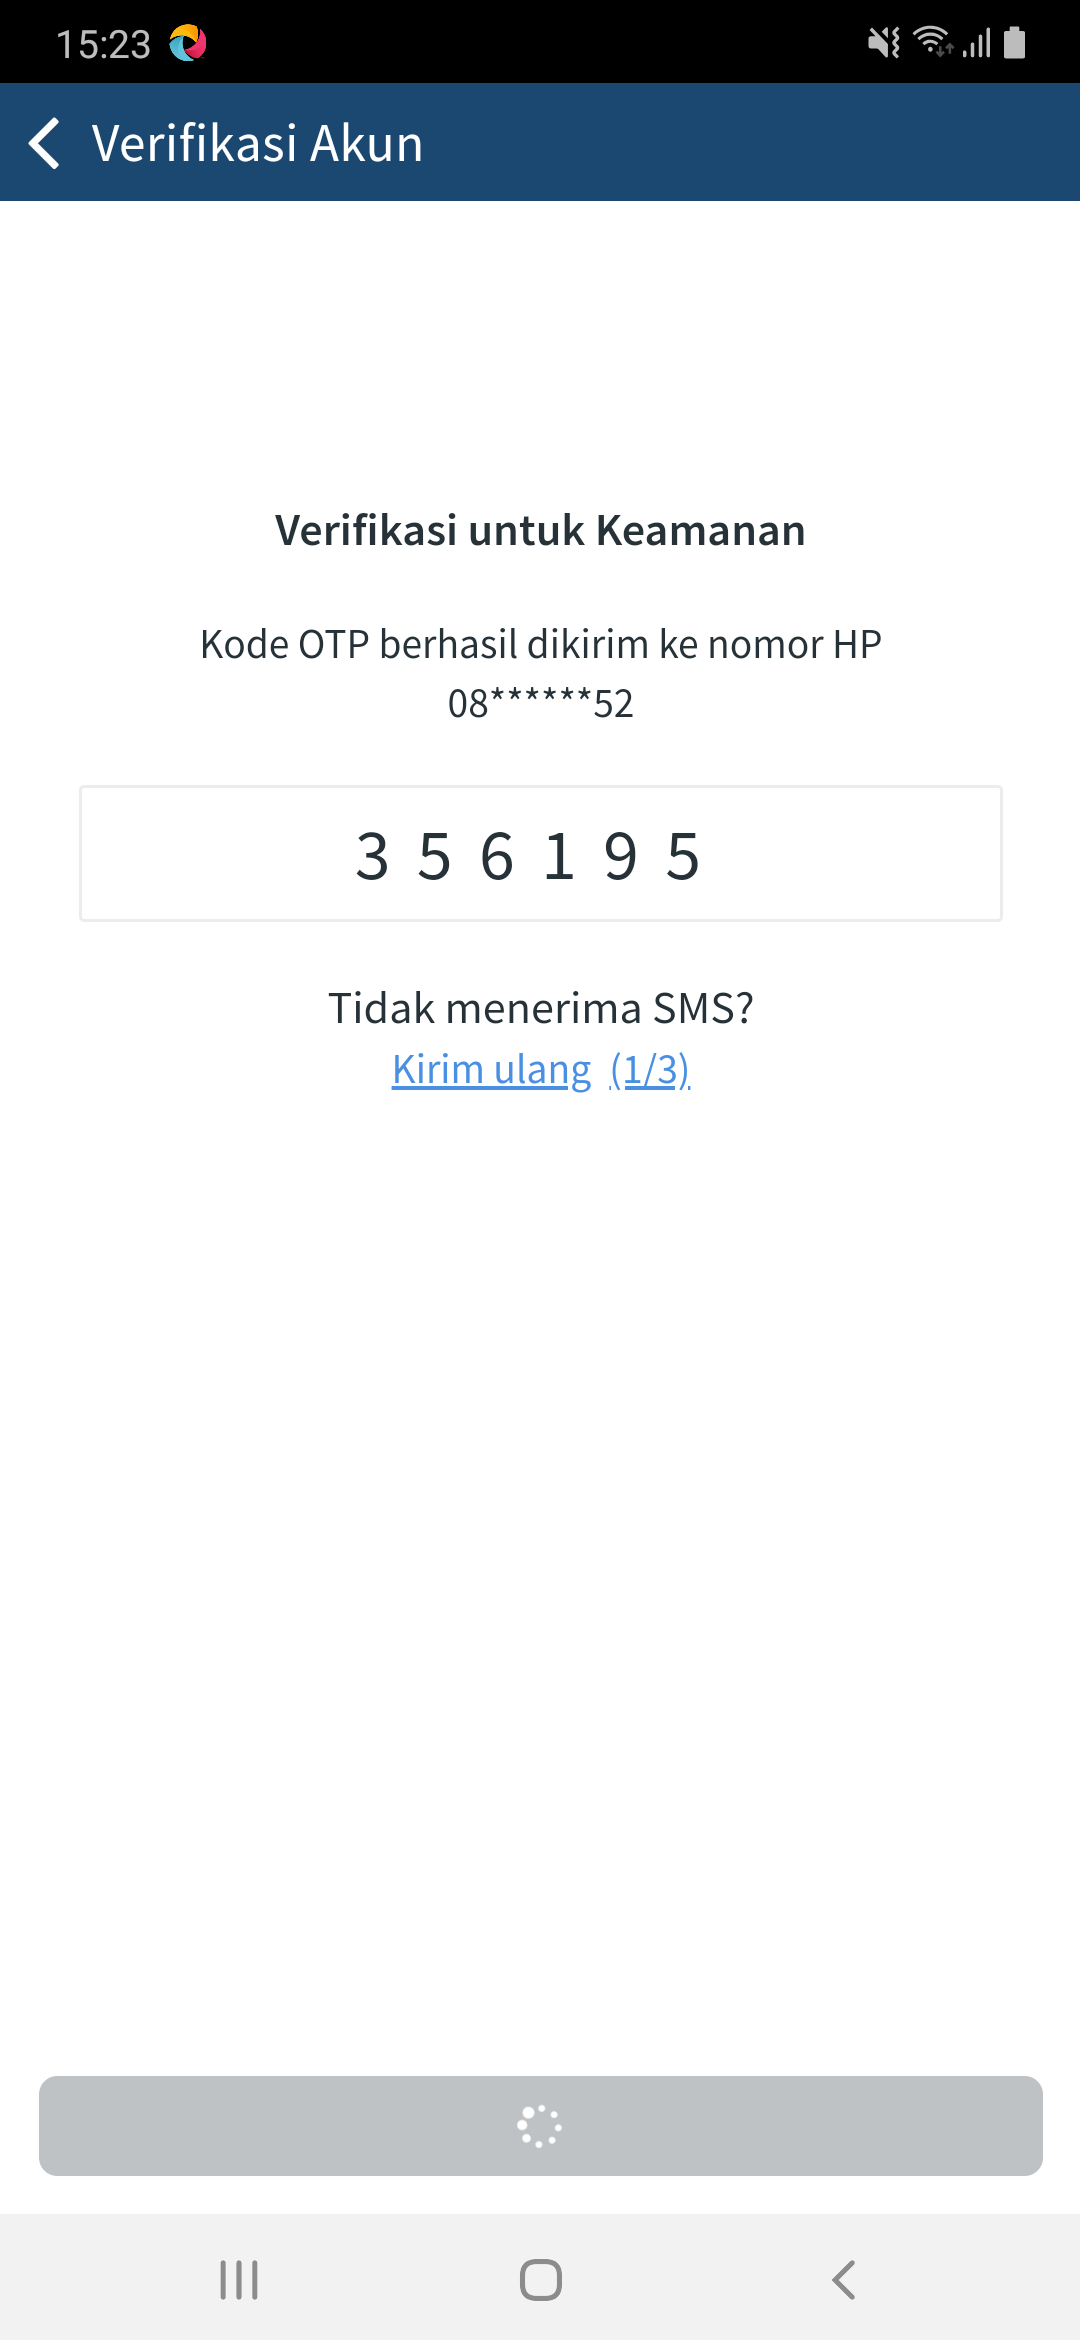 15:23
Verifikasi Akun
Verifikasi untuk Keamanan
Kode OTP berhasil dikirim ke nomor HP
08******52
3 5 6 1 9 5
Tidak menerima SMS?
Kirim ulang (1/3)